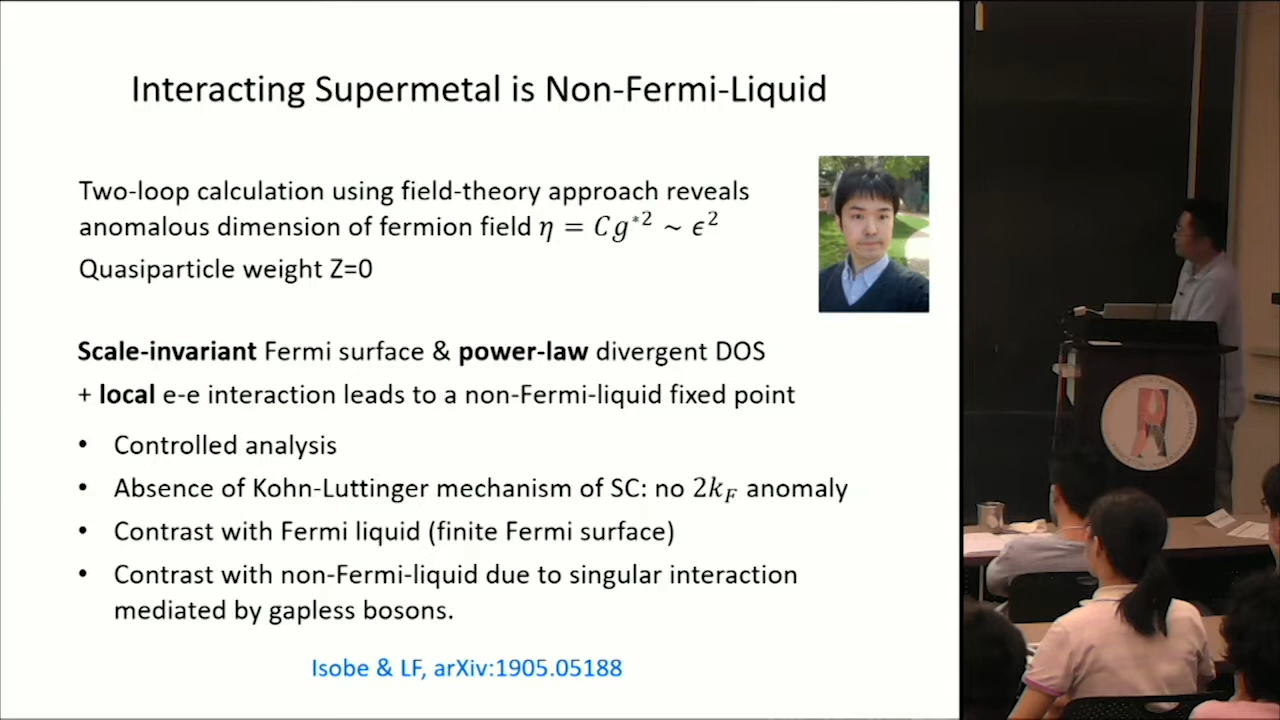 Interacting Supermetal is Non-Fermi-Liquid
Two-loop calculation using field-theory approach reveals
anomalous dimension of fermion field η = Cg*² ~ ϵ²
Quasiparticle weight Z=0
Scale-invariant Fermi surface & power-law divergent DOS
+ local e-e interaction leads to a non-Fermi-liquid fixed point
• Controlled analysis
• Absence of Kohn-Luttinger mechanism of SC: no 2k_F anomaly
• Contrast with Fermi liquid (finite Fermi surface)
• Contrast with non-Fermi-liquid due to singular interaction
mediated by gapless bosons.
Isobe & LF, arXiv:1905.05188